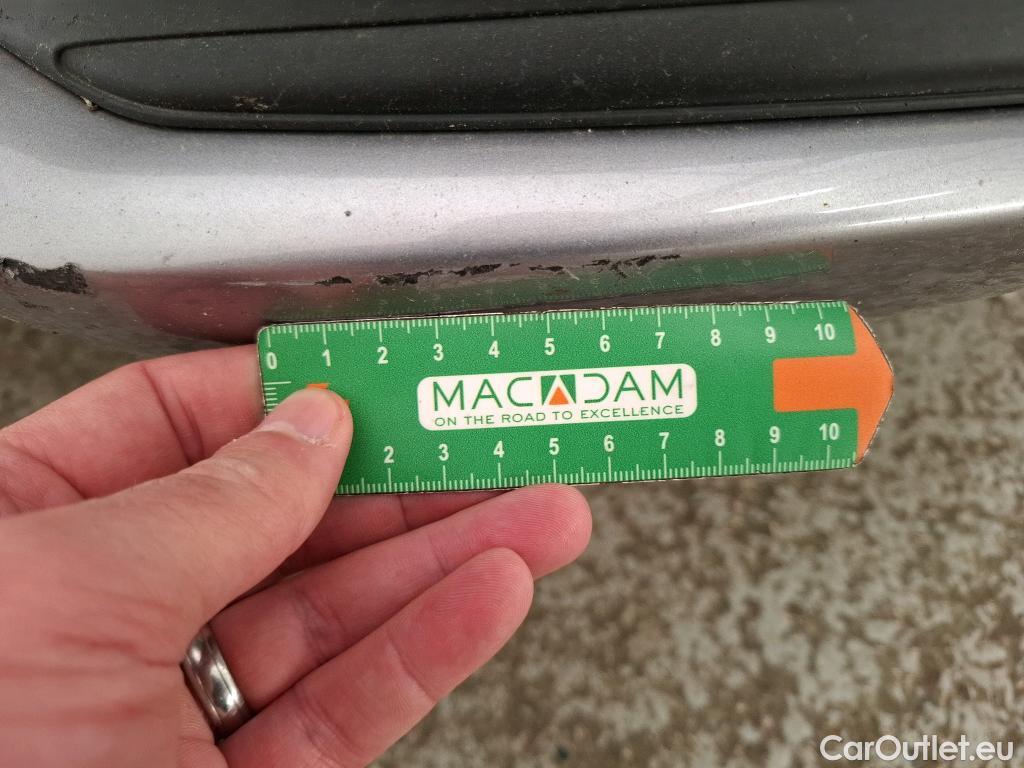 0 1 2 3 4 5 6 7 8 9 10
MACADAM
ON THE ROAD TO EXCELLENCE
2 3 4 5 6 7 8 9 10
CarOutlet.eu